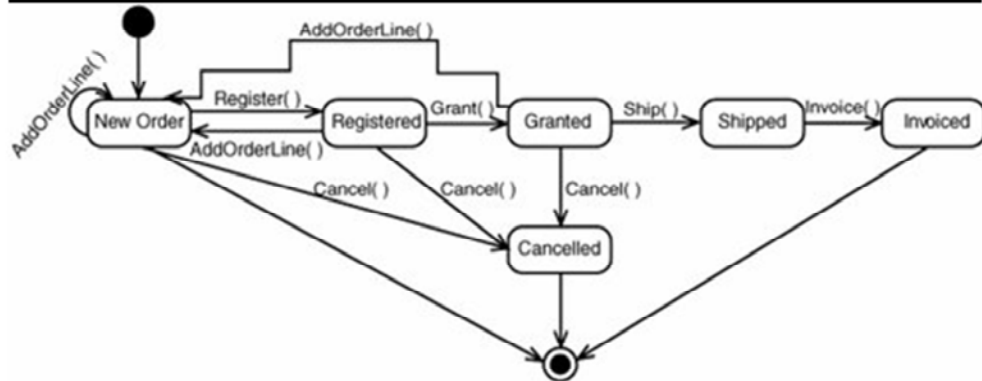 AddOrderLine( )
AddOrderLine( )
Register( )
Grant( )
Ship( )
Invoice( )
New Order
Registered
Granted
Shipped
Invoiced
AddOrderLine( )
Cancel( )
Cancel( )
Cancel( )
Cancelled